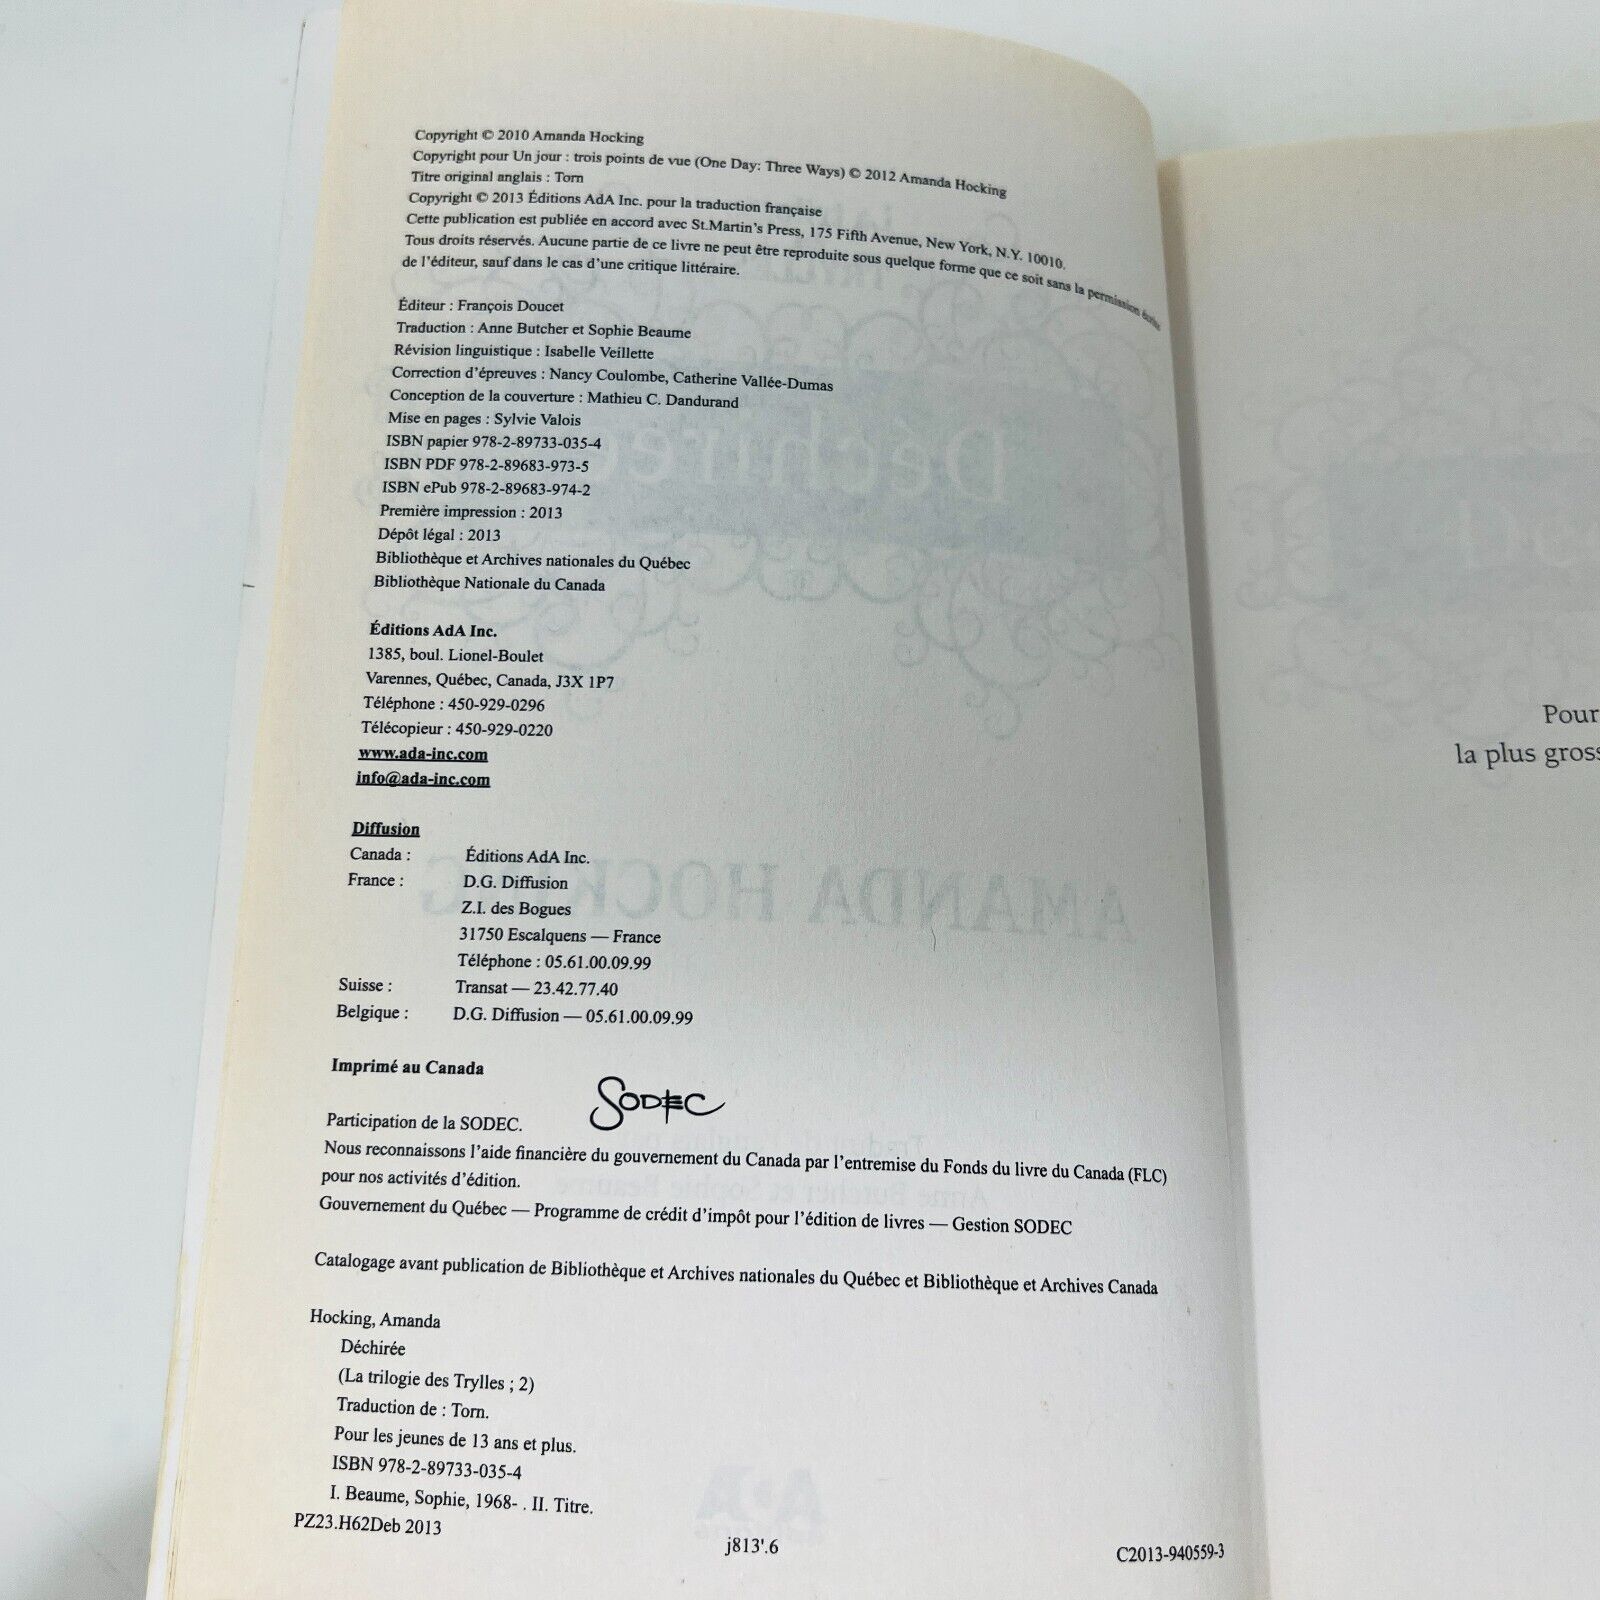 Copyright © 2010 Amanda Hocking
Copyright pour Un jour : trois points de vue (One Day: Three Ways) © 2012 Amanda Hocking
Titre original anglais : Torn
Copyright © 2013 Éditions AdA Inc. pour la traduction française
Cette publication est publiée en accord avec St.Martin's Press, 175 Fifth Avenue, New York, N.Y. 10010.
Tous droits réservés. Aucune partie de ce livre ne peut être reproduite sous quelque forme que ce soit sans la permission écrite
de l'éditeur, sauf dans le cas d'une critique littéraire.
Éditeur : François Doucet
Traduction : Anne Butcher et Sophie Beaume
Révision linguistique : Isabelle Veillette
Correction d'épreuves : Nancy Coulombe, Catherine Vallée-Dumas
Conception de la couverture : Mathieu C. Dandurand
Mise en pages : Sylvie Valois
ISBN papier 978-2-89733-035-4
ISBN PDF 978-2-89683-973-5
ISBN ePub 978-2-89683-974-2
Première impression : 2013
Dépôt légal : 2013
Bibliothèque et Archives nationales du Québec
Bibliothèque Nationale du Canada
Éditions AdA Inc.
1385, boul. Lionel-Boulet
Varennes, Québec, Canada, J3X 1P7
Téléphone : 450-929-0296
Télécopieur : 450-929-0220
www.ada-inc.com
info@ada-inc.com
Diffusion
Canada : Éditions AdA Inc.
France : D.G. Diffusion
Z.I. des Bogues
31750 Escalquens — France
Téléphone : 05.61.00.09.99
Suisse : Transat — 23.42.77.40
Belgique : D.G. Diffusion — 05.61.00.09.99
Imprimé au Canada
SODEC
Participation de la SODEC.
Nous reconnaissons l'aide financière du gouvernement du Canada par l'entremise du Fonds du livre du Canada (FLC)
pour nos activités d'édition.
Gouvernement du Québec — Programme de crédit d'impôt pour l'édition de livres — Gestion SODEC
Catalogage avant publication de Bibliothèque et Archives nationales du Québec et Bibliothèque et Archives Canada
Hocking, Amanda
Déchirée
(La trilogie des Trylles ; 2)
Traduction de : Torn.
Pour les jeunes de 13 ans et plus.
ISBN 978-2-89733-035-4
I. Beaume, Sophie, 1968- . II. Titre.
PZ23.H62Deb 2013 j813'.6 C2013-940559-3
Pour
la plus gross